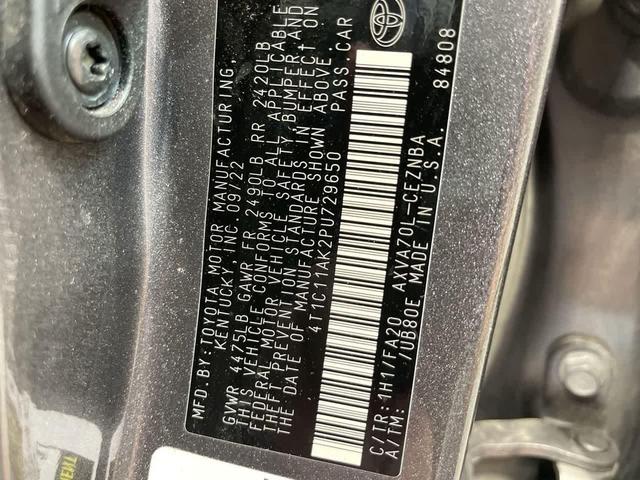 MFD. BY: TOYOTA MOTOR MANUFACTURING,
KENTUCKY, INC 09/22
GVWR 4475LB GAWR FR 2490LB RR 2420LB
THIS VEHICLE CONFORMS TO ALL APPLICABLE
FEDERAL MOTOR VEHICLE SAFETY, BUMPER, AND
THEFT PREVENTION STANDARDS IN EFFECT ON
THE DATE OF MANUFACTURE SHOWN ABOVE.
4T1C11AK2PU729650 PASS. CAR
C/TR: 1H1/FA20 AXVA70L-CEZNBA
A/TM: /UB80E MADE IN U.S.A. 84808